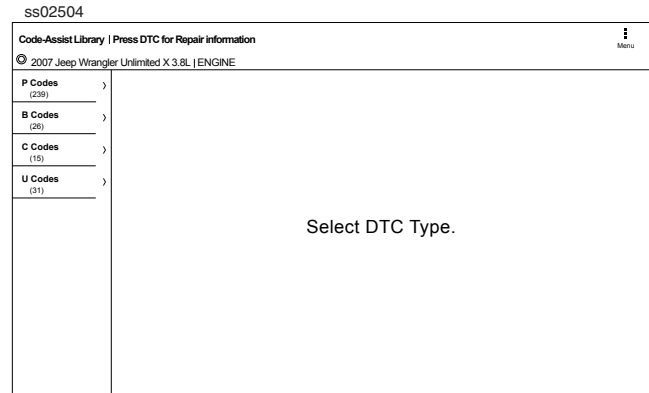 ss02504
Code-Assist Library | Press DTC for Repair information
Menu
2007 Jeep Wrangler Unlimited X 3.8L | ENGINE
P Codes
(239)
B Codes
(26)
C Codes
(15)
U Codes
(31)
Select DTC Type.